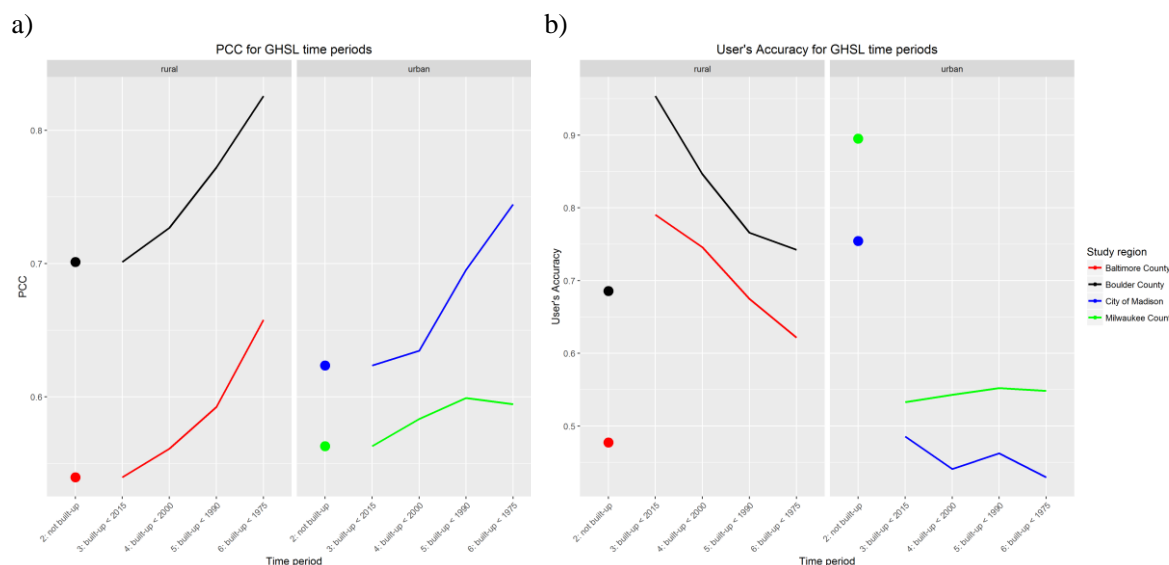 a)
PCC for GHSL time periods
rural
urban
PCC
0.8
0.7
0.6
2: not built-up
3: built-up < 2015
4: built-up < 2000
5: built-up < 1990
6: built-up < 1975
2: not built-up
3: built-up < 2015
4: built-up < 2000
5: built-up < 1990
6: built-up < 1975
Time period
b)
User's Accuracy for GHSL time periods
rural
urban
User's Accuracy
0.9
0.8
0.7
0.6
0.5
2: not built-up
3: built-up < 2015
4: built-up < 2000
5: built-up < 1990
6: built-up < 1975
2: not built-up
3: built-up < 2015
4: built-up < 2000
5: built-up < 1990
6: built-up < 1975
Time period
Study region
Baltimore County
Boulder County
City of Madison
Milwaukee Count